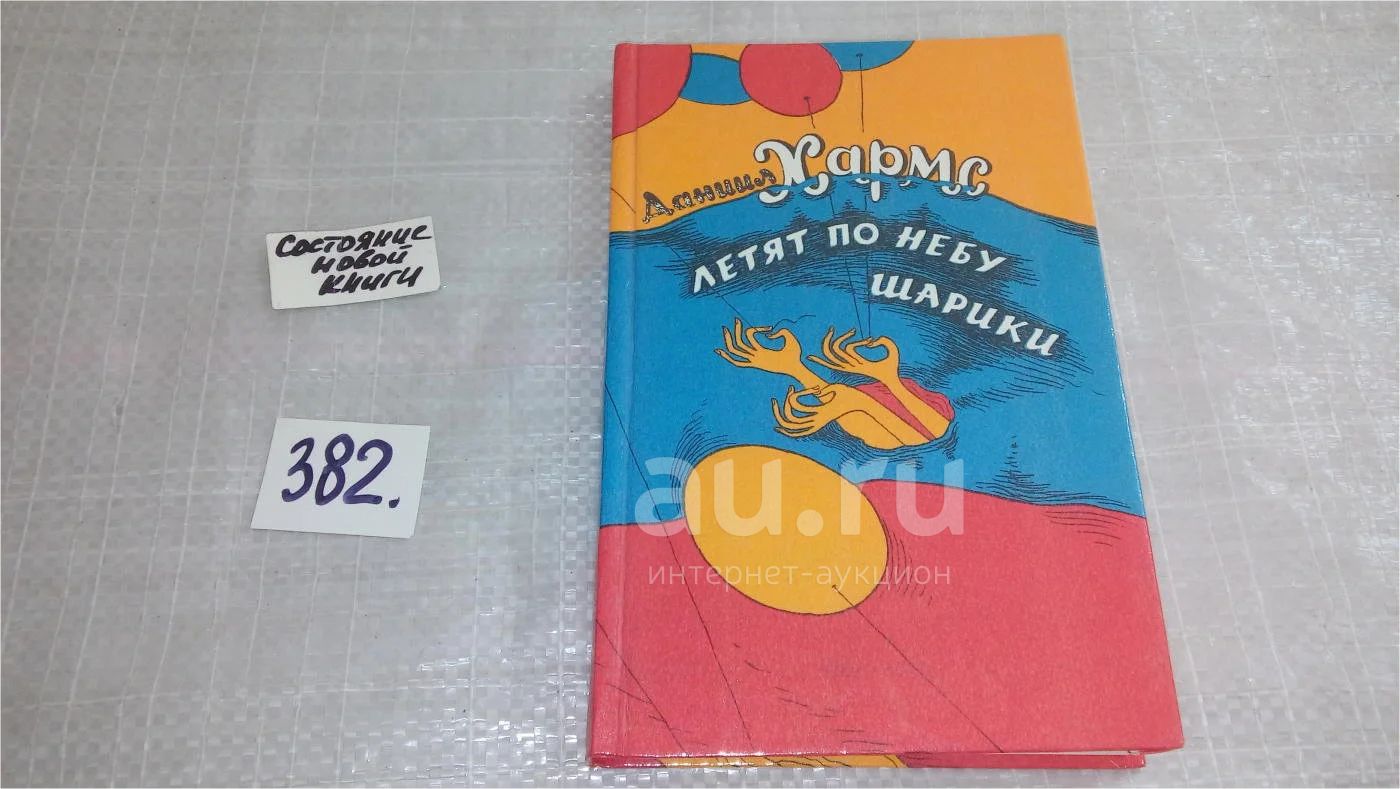 Состояние
новой
книги
382.
Даниил Хармс
ЛЕТЯТ ПО НЕБУ
ШАРИКИ
au.ru
интернет-аукцион